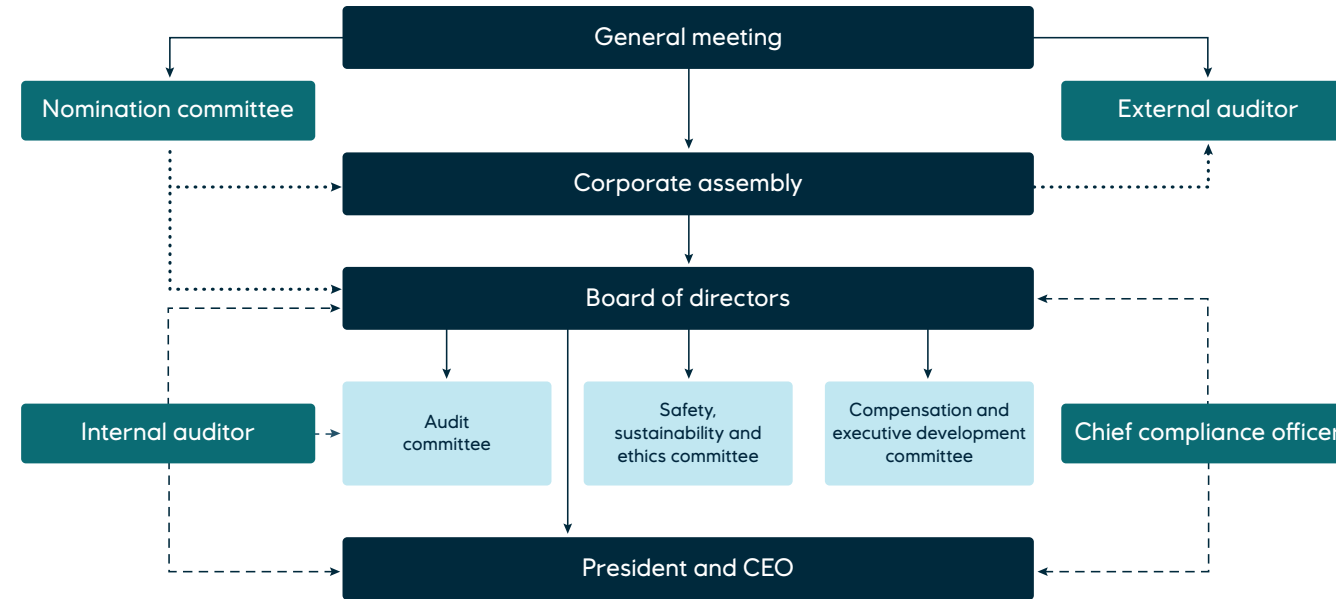 General meeting
Nomination committee
External auditor
Corporate assembly
Board of directors
Internal auditor
Audit
committee
Safety,
sustainability and
ethics committee
Compensation and
executive development
committee
Chief compliance officer
President and CEO